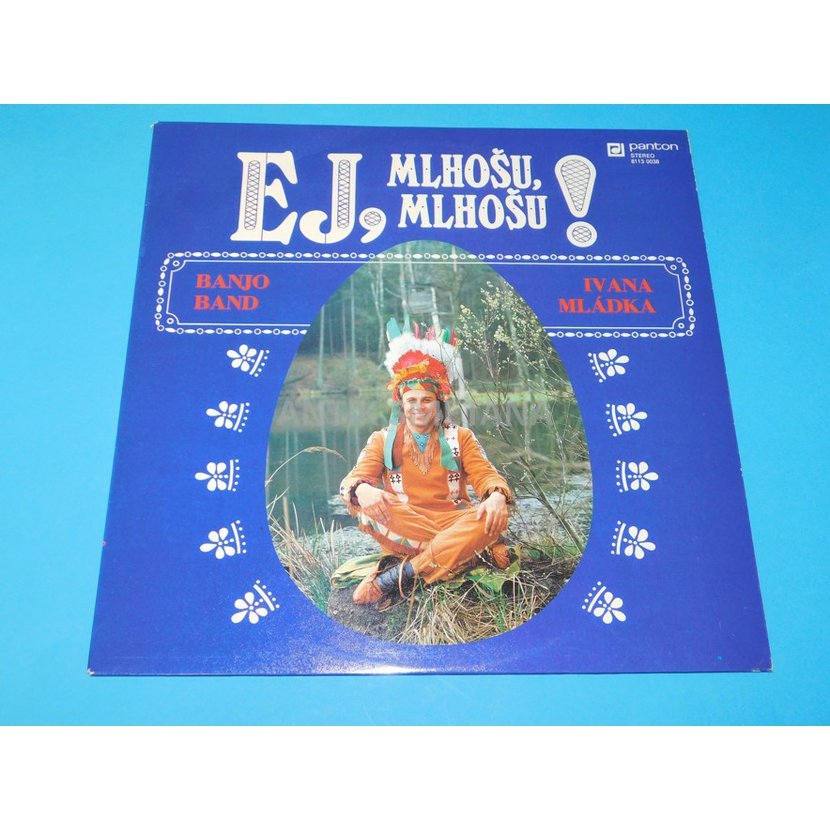 EJ, MLHOŠU,
MLHOŠU!
panton
STEREO
8113 0038
BANJO
BAND
IVANA
MLÁDKA